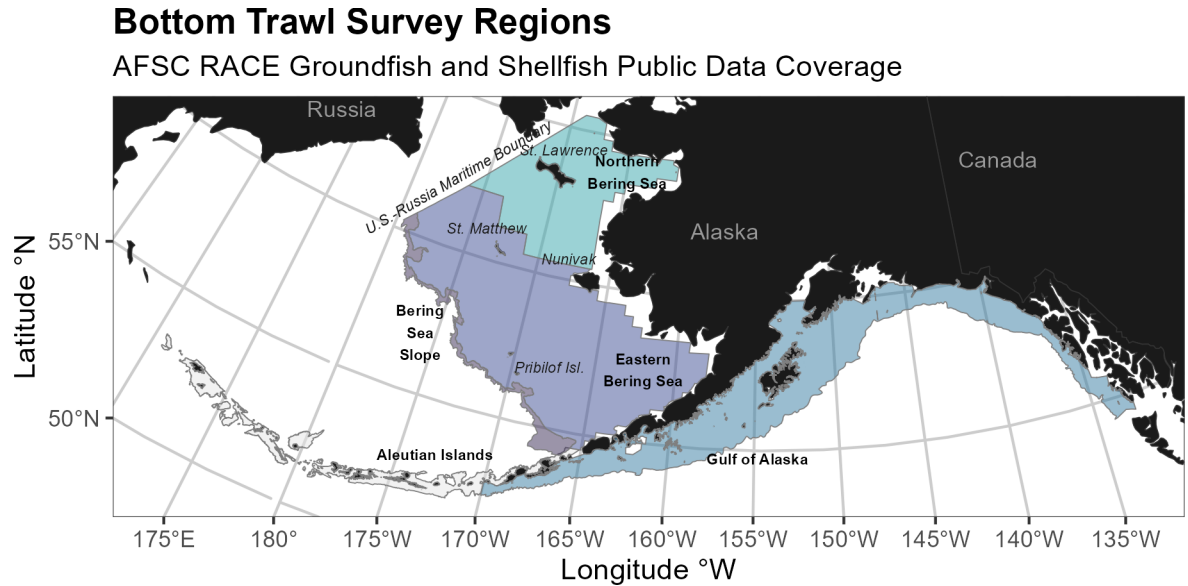 Bottom Trawl Survey Regions
AFSC RACE Groundfish and Shellfish Public Data Coverage
Russia
Canada
U.S.-Russia Maritime Boundary
St. Lawrence
Northern
Bering Sea
St. Matthew
Alaska
Nunivak
Bering
Sea
Slope
Pribilof Isl.
Eastern
Bering Sea
Aleutian Islands
Gulf of Alaska
Latitude °N
55°N
50°N
175°E
180°
175°W
170°W
165°W
160°W
155°W
150°W
145°W
140°W
135°W
Longitude °W